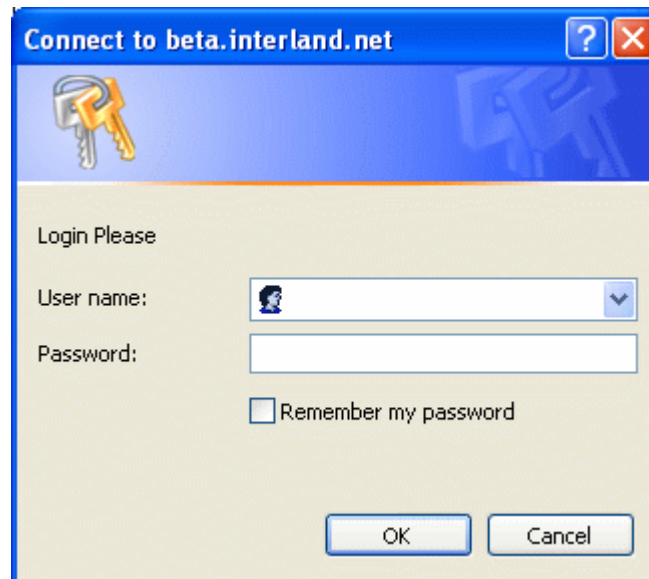 Connect to beta.interland.net
Login Please
User name:
Password:
Remember my password
OK Cancel